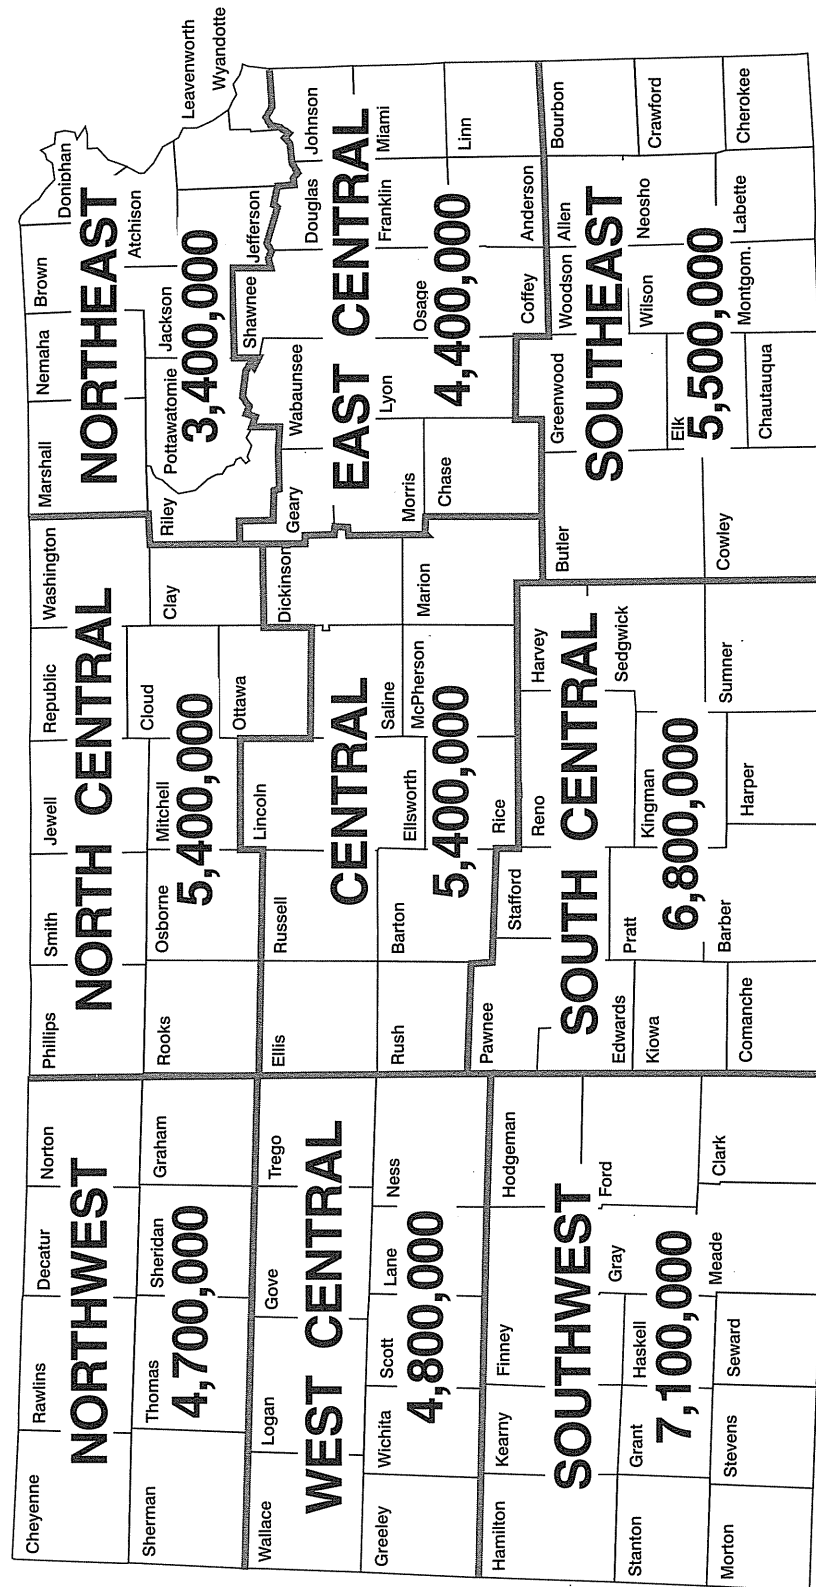 Cheyenne
Rawlins
Decatur
Norton
Phillips
Smith
Jewell
Republic
Washington
Marshall
Nemaha
Brown
Doniphan
NORTHWEST
NORTH CENTRAL
NORTHEAST
Atchison
Leavenworth
Wyandotte
Sherman
Thomas
Sheridan
Graham
Rooks
Osborne
Mitchell
Cloud
Clay
Riley
Pottawatomie
Jackson
Jefferson
4,700,000
5,400,000
3,400,000
Ottawa
Shawnee
Wallace
Logan
Gove
Trego
Ellis
Russell
Lincoln
Dickinson
Geary
Wabaunsee
Douglas
Johnson
WEST CENTRAL
CENTRAL
EAST CENTRAL
Saline
Morris
Lyon
Osage
Franklin
Miami
Greeley
Wichita
Scott
Lane
Ness
Rush
Barton
Ellsworth
McPherson
Marion
Chase
Linn
4,800,000
5,400,000
4,400,000
Rice
Coffey
Anderson
Hamilton
Kearny
Finney
Hodgeman
Pawnee
Stafford
Reno
Harvey
Butler
Greenwood
Woodson
Allen
Bourbon
SOUTHWEST
SOUTH CENTRAL
SOUTHEAST
Gray
Ford
Edwards
Pratt
Sedgwick
Stanton
Grant
Haskell
Kiowa
Kingman
Elk
Wilson
Neosho
Crawford
7,100,000
6,800,000
5,500,000
Morton
Stevens
Seward
Meade
Clark
Comanche
Barber
Harper
Sumner
Cowley
Chautauqua
Montgom.
Labette
Cherokee